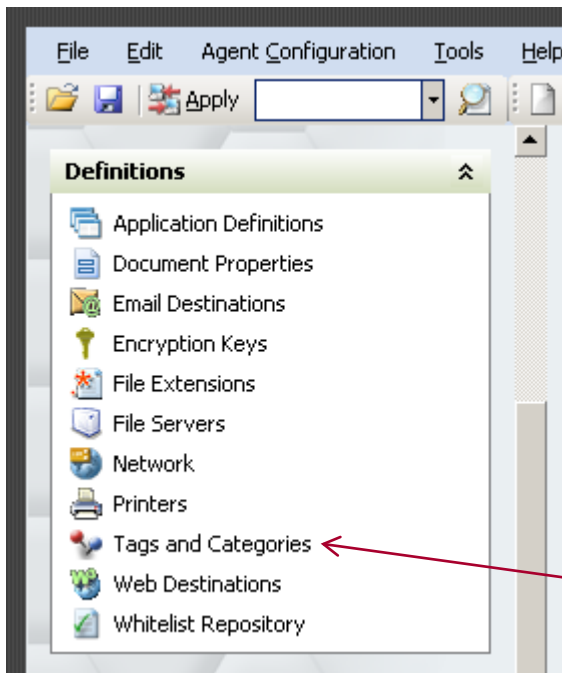 File Edit Agent Configuration Tools Help
Apply
Definitions
Application Definitions
Document Properties
Email Destinations
Encryption Keys
File Extensions
File Servers
Network
Printers
Tags and Categories
Web Destinations
Whitelist Repository